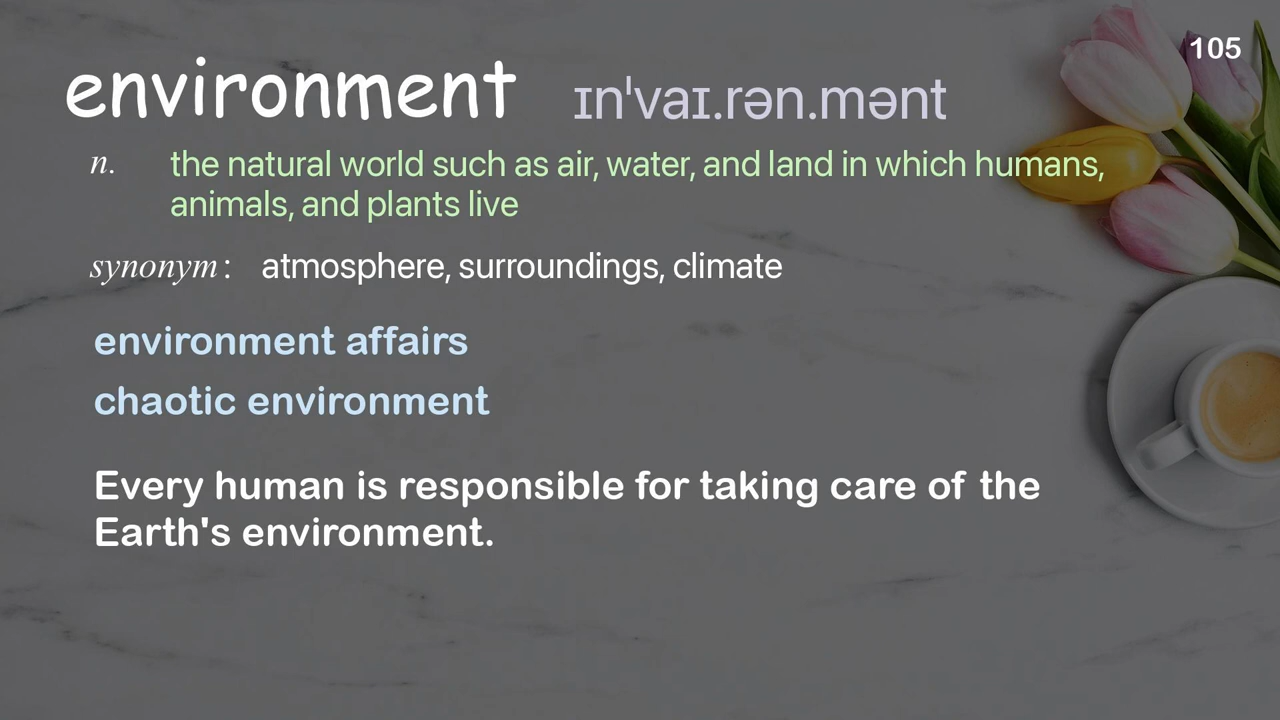 105
environment ɪnˈvaɪ.rən.mənt
n. the natural world such as air, water, and land in which humans,
animals, and plants live
synonym : atmosphere, surroundings, climate
environment affairs
chaotic environment
Every human is responsible for taking care of the
Earth's environment.